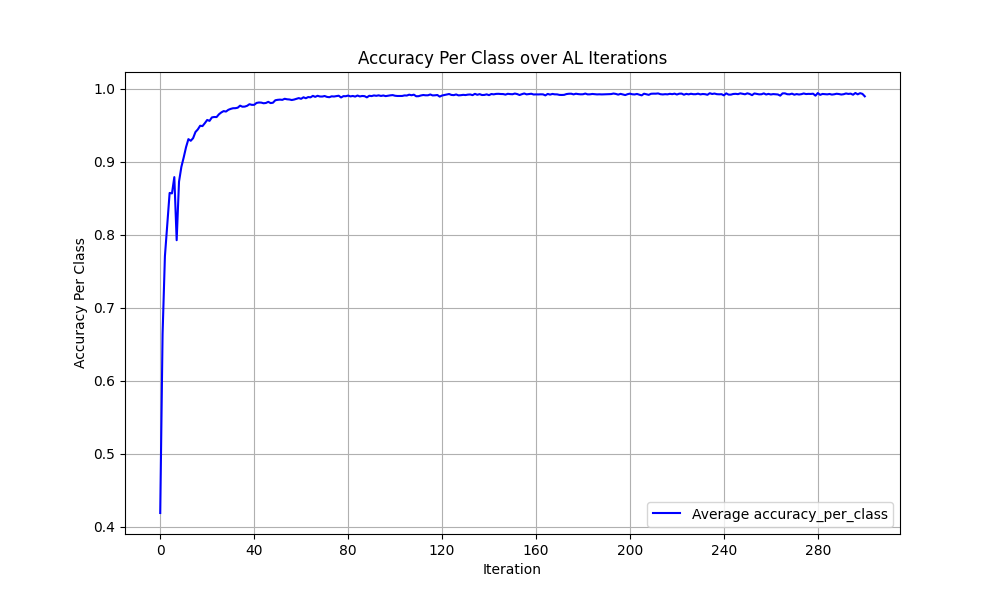 Accuracy Per Class over AL Iterations
1.0
0.9
0.8
0.7
0.6
0.5
0.4
Accuracy Per Class
0 40 80 120 160 200 240 280
Iteration
Average accuracy_per_class